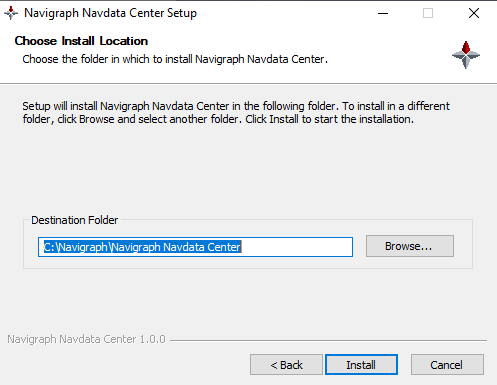 Navigraph Navdata Center Setup
Choose Install Location
Choose the folder in which to install Navigraph Navdata Center.
Setup will install Navigraph Navdata Center in the following folder. To install in a different
folder, click Browse and select another folder. Click Install to start the installation.
Destination Folder
C:\Navigraph\Navigraph Navdata Center
Browse...
Navigraph Navdata Center 1.0.0
< Back
Install
Cancel